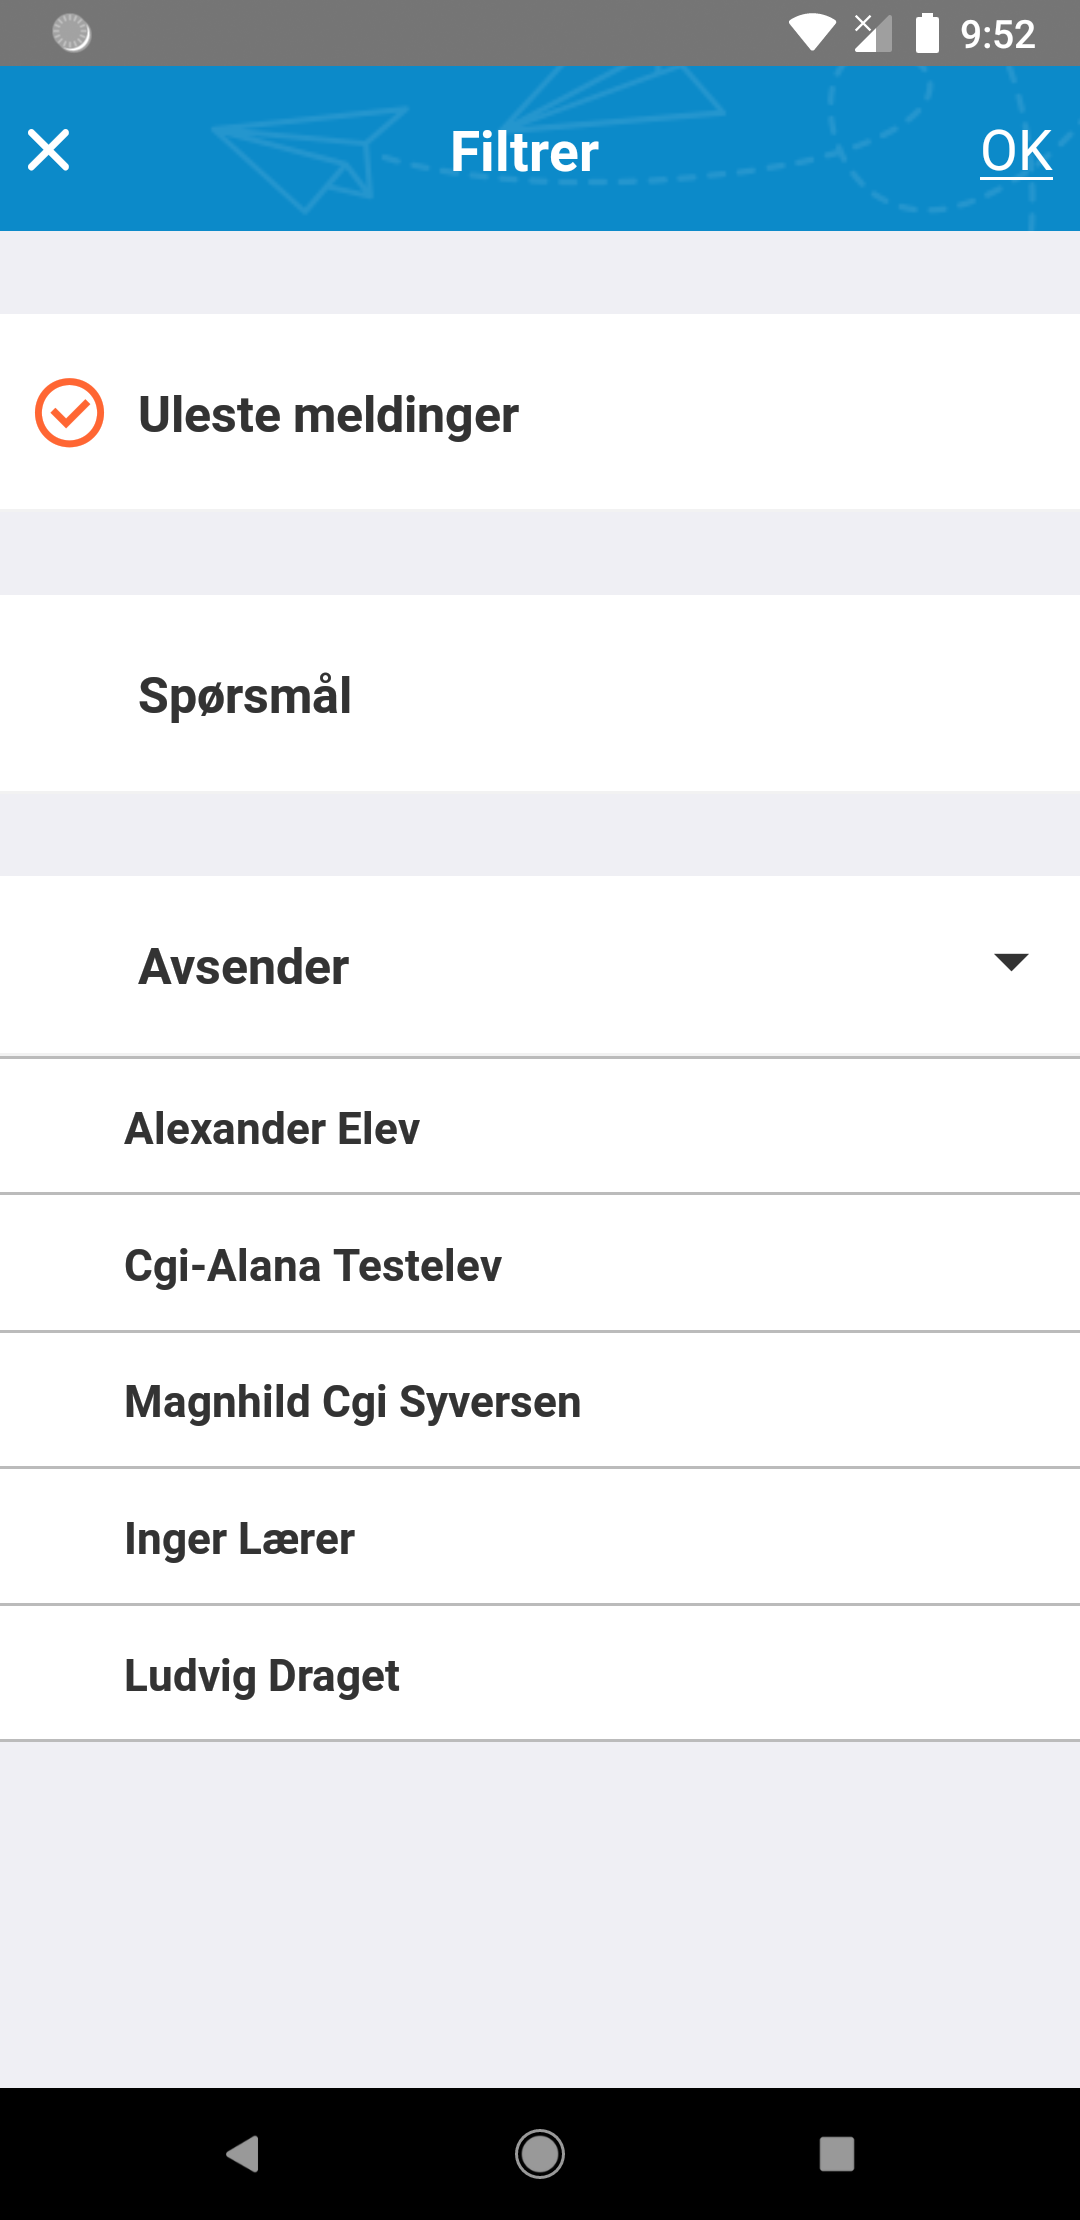 9:52
Filtrer
OK
Uleste meldinger
Spørsmål
Avsender
Alexander Elev
Cgi-Alana Testelev
Magnhild Cgi Syversen
Inger Lærer
Ludvig Draget